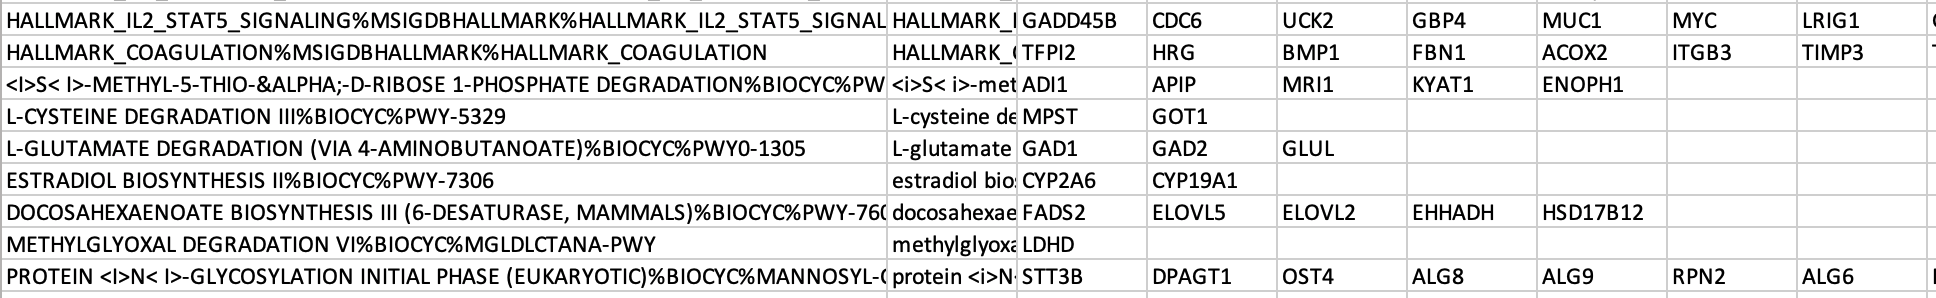 HALLMARK_IL2_STAT5_SIGNALING%MSIGDBHALLMARK%HALLMARK_IL2_STAT5_SIGNAL HALLMARK_I GADD45B CDC6 UCK2 GBP4 MUC1 MYC LRIG1
HALLMARK_COAGULATION%MSIGDBHALLMARK%HALLMARK_COAGULATION HALLMARK_C TFPI2 HRG BMP1 FBN1 ACOX2 ITGB3 TIMP3
<I>S< I>-METHYL-5-THIO-&ALPHA;-D-RIBOSE 1-PHOSPHATE DEGRADATION%BIOCYC%PW <i>S< i>-met ADI1 APIP MRI1 KYAT1 ENOPH1
L-CYSTEINE DEGRADATION III%BIOCYC%PWY-5329 L-cysteine de MPST GOT1
L-GLUTAMATE DEGRADATION (VIA 4-AMINOBUTANOATE)%BIOCYC%PWY0-1305 L-glutamate GAD1 GAD2 GLUL
ESTRADIOL BIOSYNTHESIS II%BIOCYC%PWY-7306 estradiol bios CYP2A6 CYP19A1
DOCOSAHEXAENOATE BIOSYNTHESIS III (6-DESATURASE, MAMMALS)%BIOCYC%PWY-760 docosahexae FADS2 ELOVL5 ELOVL2 EHHADH HSD17B12
METHYLGLYOXAL DEGRADATION VI%BIOCYC%MGLDLCTANA-PWY methylglyoxa LDHD
PROTEIN <I>N< I>-GLYCOSYLATION INITIAL PHASE (EUKARYOTIC)%BIOCYC%MANNOSYL- protein <i>N STT3B DPAGT1 OST4 ALG8 ALG9 RPN2 ALG6